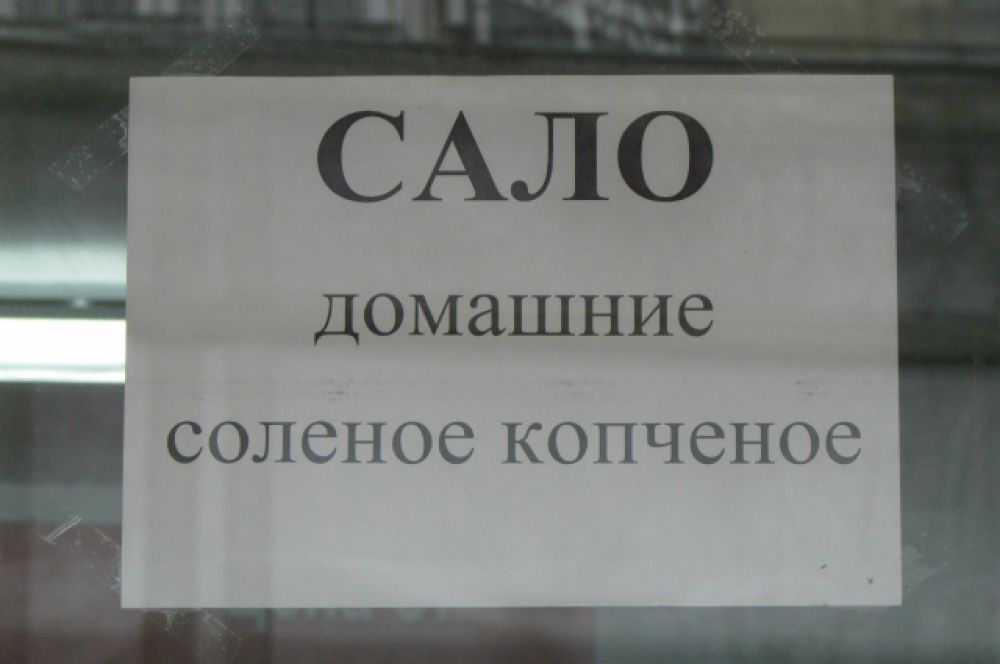 САЛО
домашние
соленое копченое